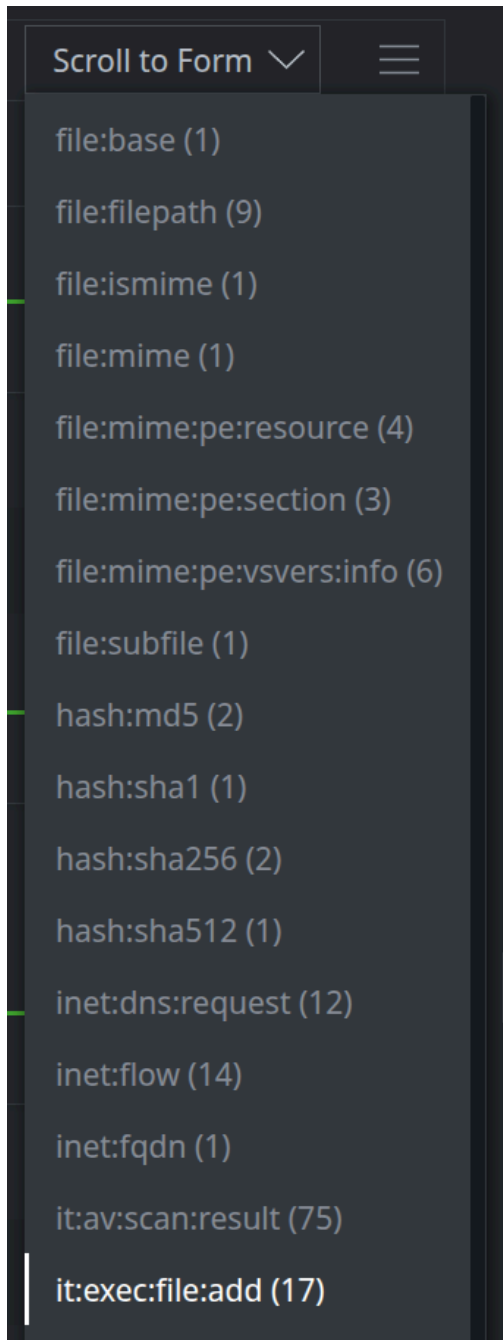 Scroll to Form
file:base (1)
file:filepath (9)
file:ismime (1)
file:mime (1)
file:mime:pe:resource (4)
file:mime:pe:section (3)
file:mime:pe:vsvers:info (6)
file:subfile (1)
hash:md5 (2)
hash:sha1 (1)
hash:sha256 (2)
hash:sha512 (1)
inet:dns:request (12)
inet:flow (14)
inet:fqdn (1)
it:av:scan:result (75)
it:exec:file:add (17)